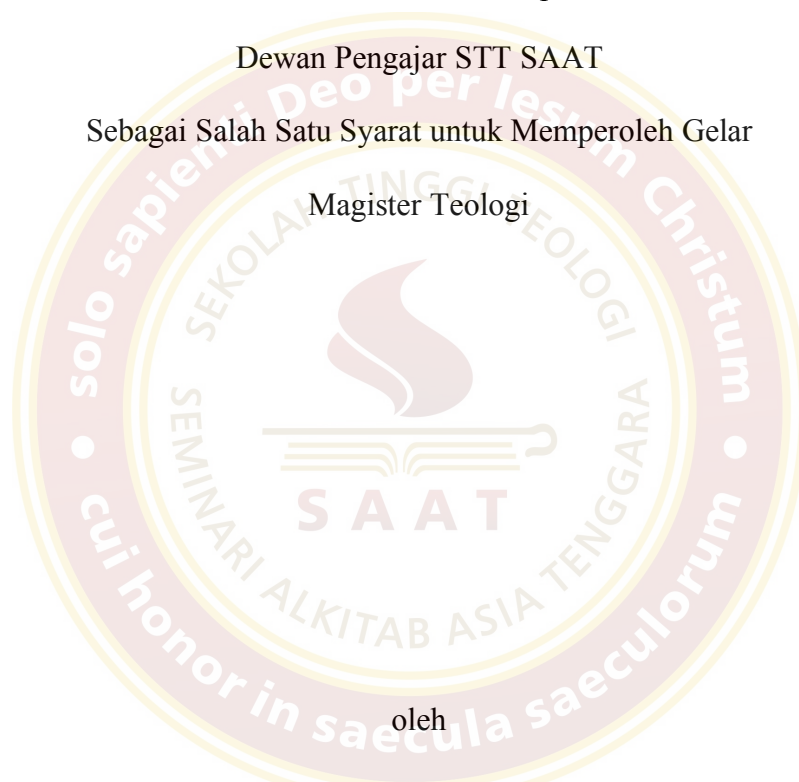 Dewan Pengajar STT SAAT
Sebagai Salah Satu Syarat untuk Memperoleh Gelar
Magister Teologi
solo sapienti Deo per Iesum Christum
SEKOLAH TINGGI TEOLOGI
SAAT
SEMINARI ALKITAB ASIA TENGGARA
cui honor in saecula saeculorum
oleh